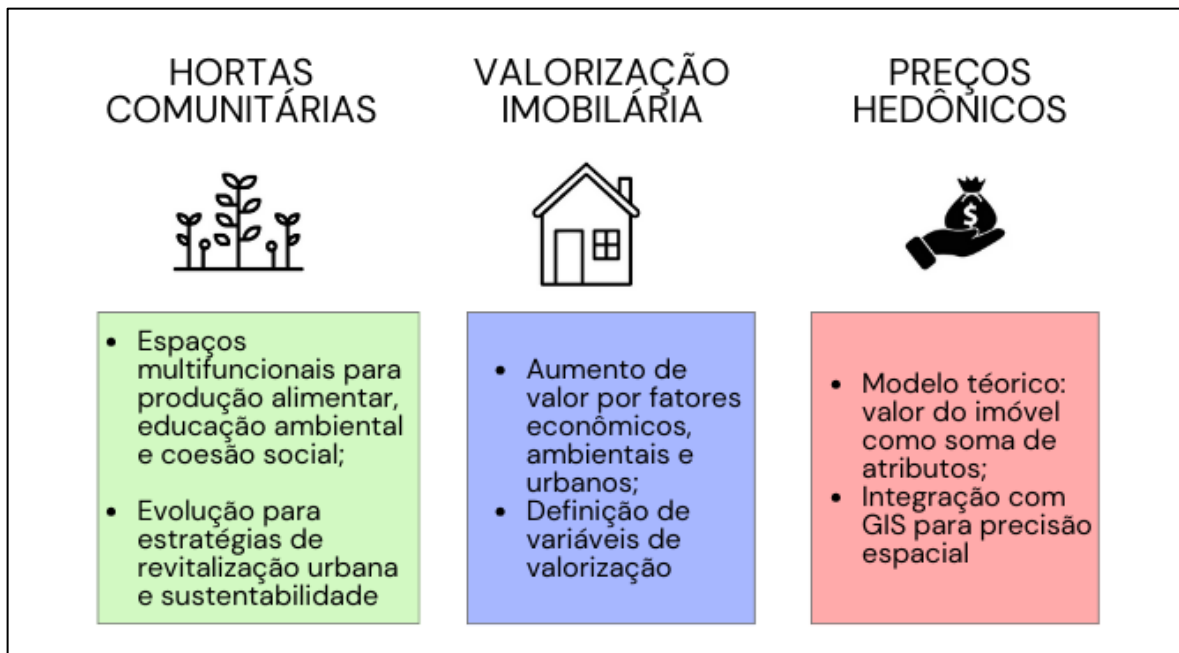 HORTAS
COMUNITÁRIAS
• Espaços
multifuncionais para
produção alimentar,
educação ambiental
e coesão social;
• Evolução para
estratégias de
revitalização urbana
e sustentabilidade
VALORIZAÇÃO
IMOBILÁRIA
• Aumento de
valor por fatores
econômicos,
ambientais e
urbanos;
• Definição de
variáveis de
valorização
PREÇOS
HEDÔNICOS
$
• Modelo téorico:
valor do imóvel
como soma de
atributos;
• Integração com
GIS para precisão
espacial